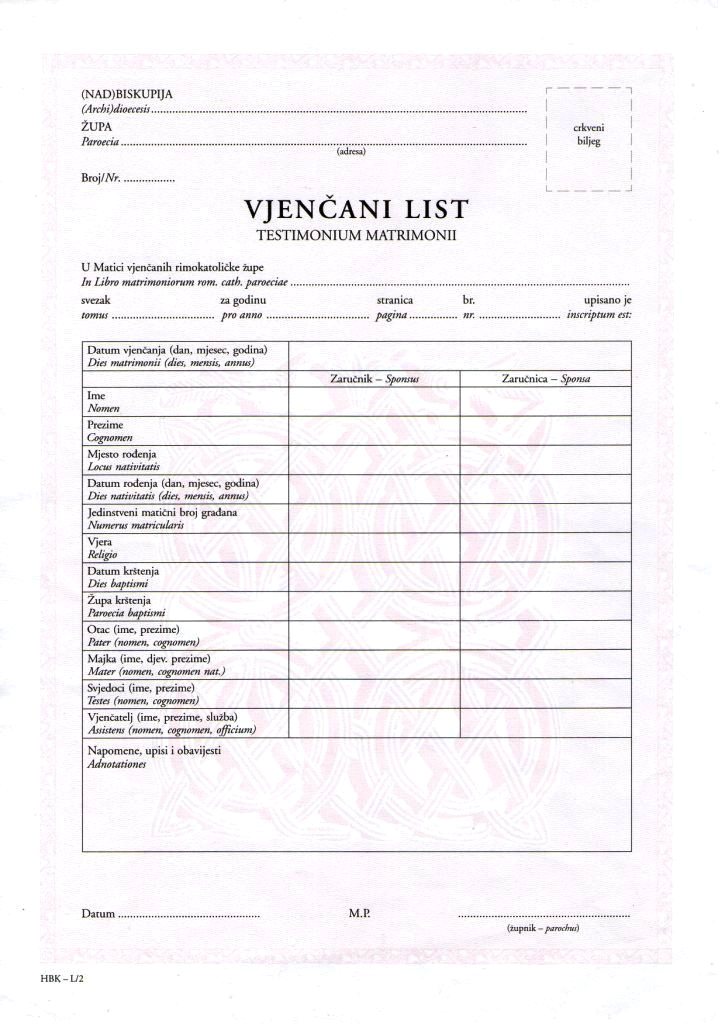 (NAD)BISKUPIJA
(Archi)dioecesis
ŽUPA
Paroecia
(adresa)
crkveni
biljeg
Broj/Nr.
VJENČANI LIST
TESTIMONIUM MATRIMONII
U Matici vjenčanih rimokatoličke župe
In Libro matrimoniorum rom. cath. paroeciae
svezak za godinu stranica br. upisano je
tomus pro anno pagina nr. inscriptum est:
Datum vjenčanja (dan, mjesec, godina)
Dies matrimonii (dies, mensis, annus)
Zaručnik – Sponsus Zaručnica – Sponsa
Ime
Nomen
Prezime
Cognomen
Mjesto rođenja
Locus nativitatis
Datum rođenja (dan, mjesec, godina)
Dies nativitatis (dies, mensis, annus)
Jedinstveni matični broj građana
Numerus matricularis
Vjera
Religio
Datum krštenja
Dies baptismi
Župa krštenja
Paroecia baptismi
Otac (ime, prezime)
Pater (nomen, cognomen)
Majka (ime, djev. prezime)
Mater (nomen, cognomen nat.)
Svjedoci (ime, prezime)
Testes (nomen, cognomen)
Vjenčatelj (ime, prezime, služba)
Assistens (nomen, cognomen, officium)
Napomene, upisi i obavijesti
Adnotationes
Datum M.P.
(župnik – parochus)
HBK – L/2